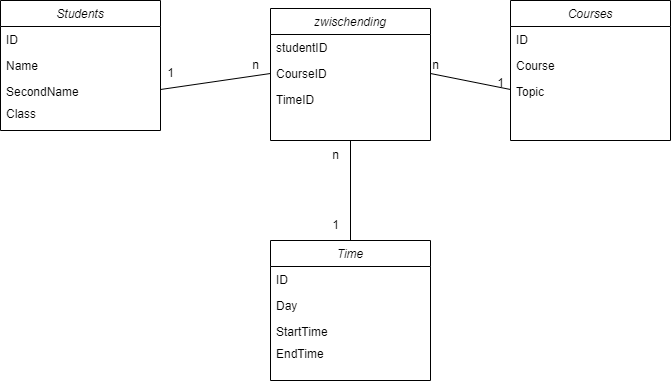 Students
ID
Name
SecondName
Class
1
n
zwischending
studentID
CourseID
TimeID
n
1
Courses
ID
Course
Topic
n
1
Time
ID
Day
StartTime
EndTime